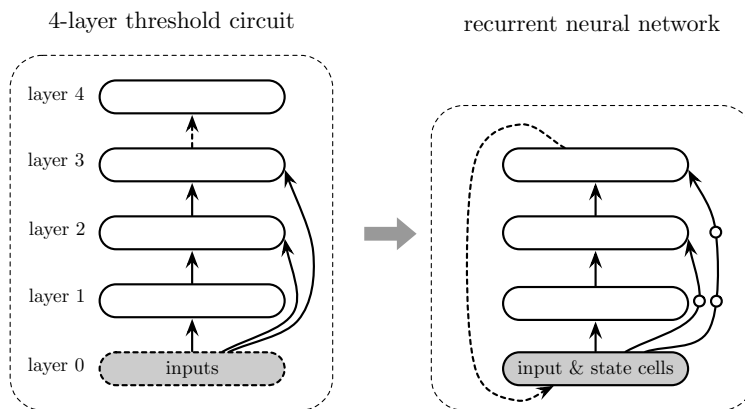 4-layer threshold circuit
recurrent neural network
layer 4
layer 3
layer 2
layer 1
layer 0
inputs
input & state cells